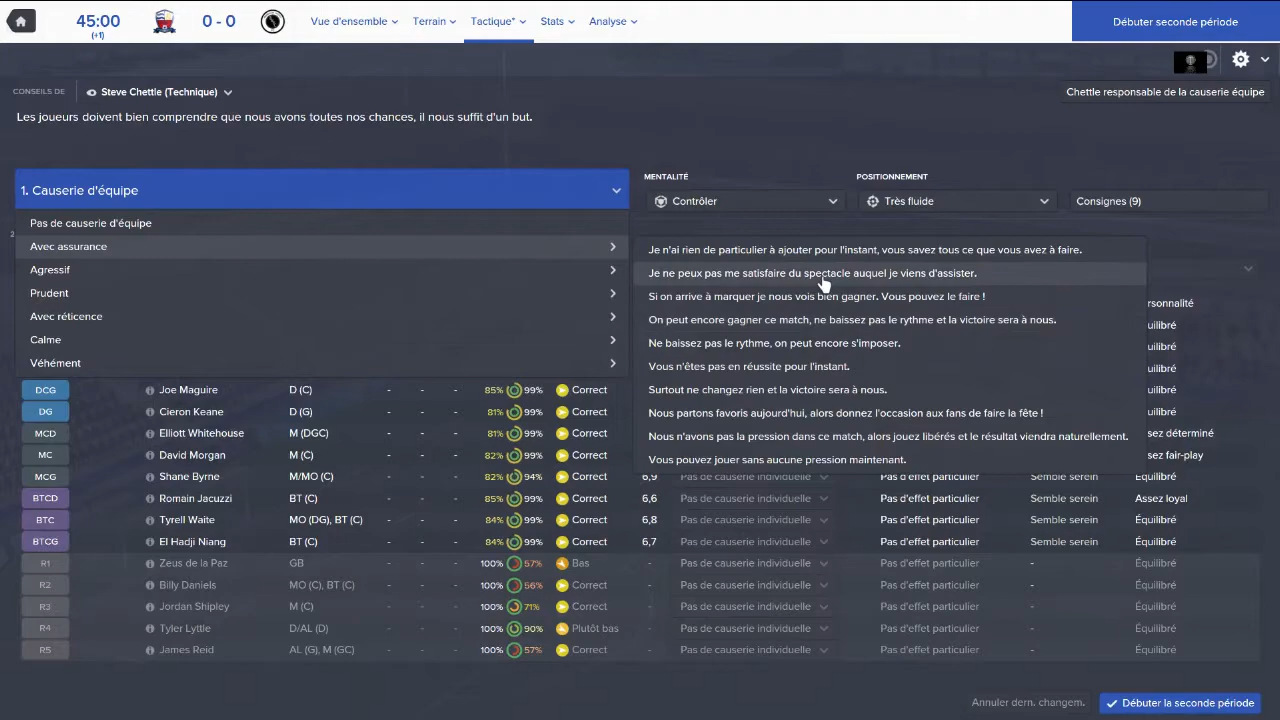 45:00
(+1)
0 - 0
Vue d'ensemble
Terrain
Tactique*
Stats
Analyse
Débuter seconde période
CONSEILS DE
Steve Chettle (Technique)
Chettle responsable de la causerie équipe
Les joueurs doivent bien comprendre que nous avons toutes nos chances, il nous suffit d'un but.
MENTALITÉ
POSITIONNEMENT
1. Causerie d'équipe
Contrôler
Très fluide
Consignes (9)
Pas de causerie d'équipe
Avec assurance
Agressif
Prudent
Avec réticence
Calme
Véhément
Je n'ai rien de particulier à ajouter pour l'instant, vous savez tous ce que vous avez à faire.
Je ne peux pas me satisfaire du spectacle auquel je viens d'assister.
Si on arrive à marquer je nous vois bien gagner. Vous pouvez le faire !
On peut encore gagner ce match, ne baissez pas le rythme et la victoire sera à nous.
Ne baissez pas le rythme, on peut encore s'imposer.
Vous n'êtes pas en réussite pour l'instant.
Surtout ne changez rien et la victoire sera à nous.
Nous partons favoris aujourd'hui, alors donnez l'occasion aux fans de faire la fête !
Nous n'avons pas la pression dans ce match, alors jouez libérés et le résultat viendra naturellement.
Vous pouvez jouer sans aucune pression maintenant.
DCG Joe Maguire D (C) - - - 85% 99% Correct
DG Cieron Keane D (G) - - - 81% 99% Correct
MCD Elliott Whitehouse M (DGC) - - - 81% 99% Correct
MC David Morgan M (C) - - - 82% 99% Correct
MCG Shane Byrne M/MO (C) - - - 82% 94% Correct 6,9 Pas de causerie individuelle Pas d'effet particulier Semble serein Équilibré
BTCD Romain Jacuzzi BT (C) - - - 85% 99% Correct 6,6 Pas de causerie individuelle Pas d'effet particulier Semble serein Assez loyal
BTC Tyrell Waite MO (DG), BT (C) - - - 84% 99% Correct 6,8 Pas de causerie individuelle Pas d'effet particulier Semble serein Équilibré
BTCG El Hadji Niang BT (C) - - - 84% 99% Correct 6,7 Pas de causerie individuelle Pas d'effet particulier Semble serein Équilibré
R1 Zeus de la Paz GB 100% 57% Bas - Pas de causerie individuelle Pas d'effet particulier - Équilibré
R2 Billy Daniels MO (C), BT (C) 100% 56% Correct - Pas de causerie individuelle Pas d'effet particulier - Équilibré
R3 Jordan Shipley M (C) 100% 71% Correct - Pas de causerie individuelle Pas d'effet particulier - Équilibré
R4 Tyler Lyttle D/AL (D) 100% 90% Plutôt bas - Pas de causerie individuelle Pas d'effet particulier - Équilibré
R5 James Reid AL (G), M (GC) 100% 57% Correct - Pas de causerie individuelle Pas d'effet particulier - Équilibré
Annuler dern. changem.
Débuter la seconde période